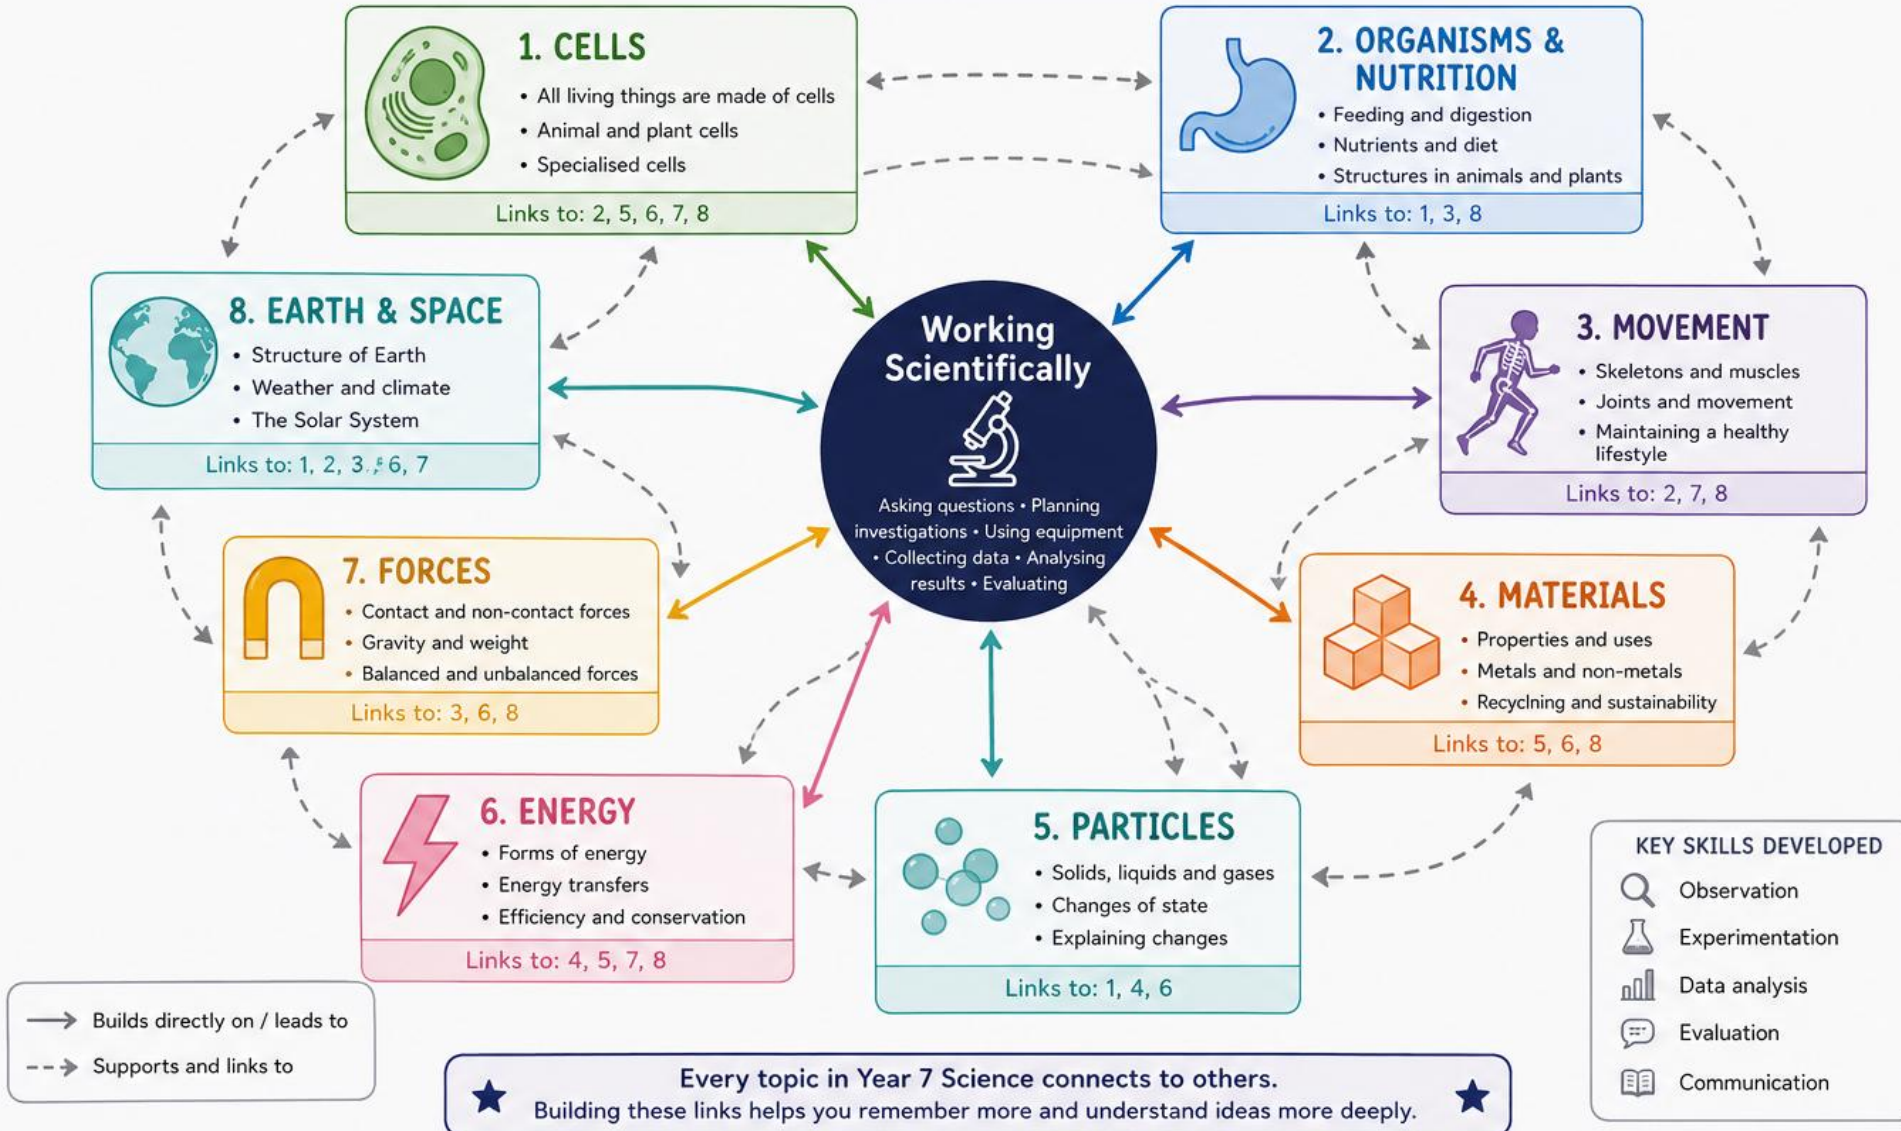 1. CELLS
• All living things are made of cells
• Animal and plant cells
• Specialised cells
Links to: 2, 5, 6, 7, 8
2. ORGANISMS &
NUTRITION
• Feeding and digestion
• Nutrients and diet
• Structures in animals and plants
Links to: 1, 3, 8
8. EARTH & SPACE
• Structure of Earth
• Weather and climate
• The Solar System
Links to: 1, 2, 3 6, 7
Working
Scientifically
Asking questions • Planning
investigations • Using equipment
• Collecting data • Analysing
results • Evaluating
3. MOVEMENT
• Skeletons and muscles
• Joints and movement
• Maintaining a healthy
lifestyle
Links to: 2, 7, 8
7. FORCES
• Contact and non-contact forces
• Gravity and weight
• Balanced and unbalanced forces
Links to: 3, 6, 8
4. MATERIALS
• Properties and uses
• Metals and non-metals
• Recyclning and sustainability
Links to: 5, 6, 8
6. ENERGY
• Forms of energy
• Energy transfers
• Efficiency and conservation
Links to: 4, 5, 7, 8
5. PARTICLES
• Solids, liquids and gases
• Changes of state
• Explaining changes
Links to: 1, 4, 6
KEY SKILLS DEVELOPED
Observation
Experimentation
Data analysis
Evaluation
Communication
Builds directly on / leads to
Supports and links to
Every topic in Year 7 Science connects to others.
Building these links helps you remember more and understand ideas more deeply.